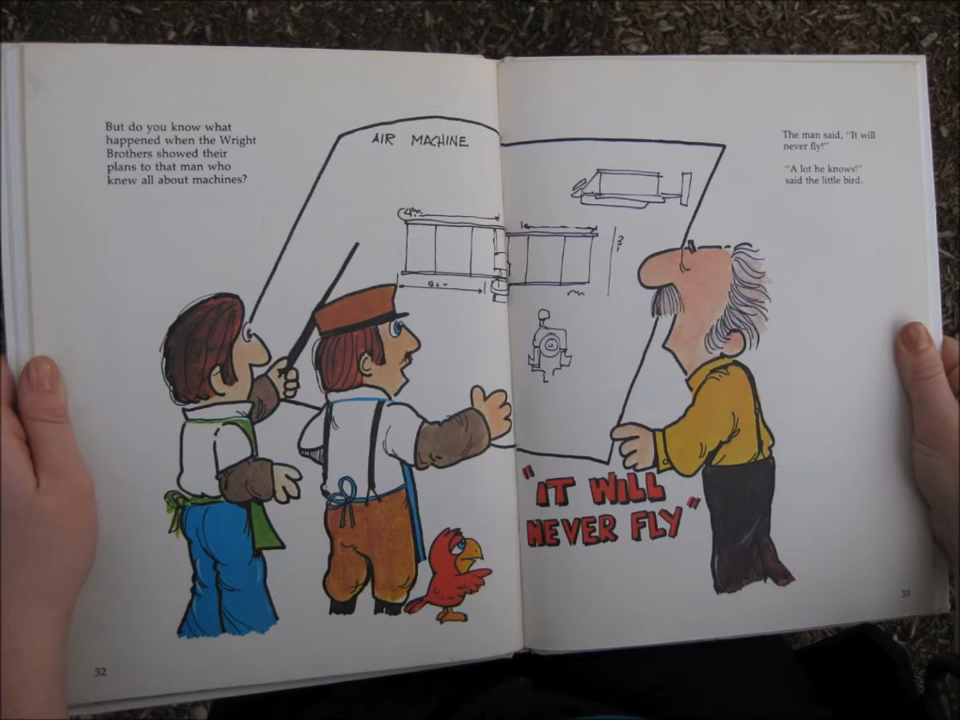 But do you know what
happened when the Wright
Brothers showed their
plans to that man who
knew all about machines?
AIR MACHINE
32
The man said, "It will
never fly!"
"A lot he knows!"
said the little bird.
"IT WILL
NEVER FLY"
33